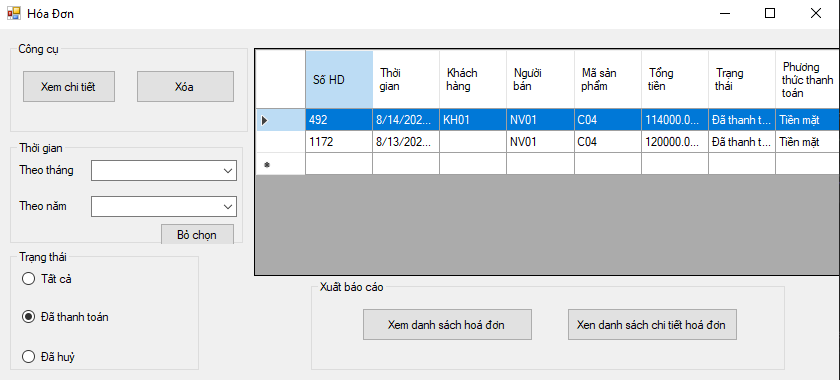 Hóa Đơn
Công cụ
Xem chi tiết
Xóa
Thời gian
Theo tháng
Theo năm
Bỏ chọn
Trạng thái
Tất cả
Đã thanh toán
Đã huỷ
Số HD
Thời
gian
Khách
hàng
Người
bán
Mã sản
phẩm
Tổng
tiền
Trạng
thái
Phương
thức thanh
toán
492 8/14/202... KH01 NV01 C04 114000.0... Đã thanh t... Tiền mặt
1172 8/13/202... NV01 C04 120000.0... Đã thanh t... Tiền mặt
Xuất báo cáo
Xem danh sách hoá đơn
Xen danh sách chi tiết hoá đơn